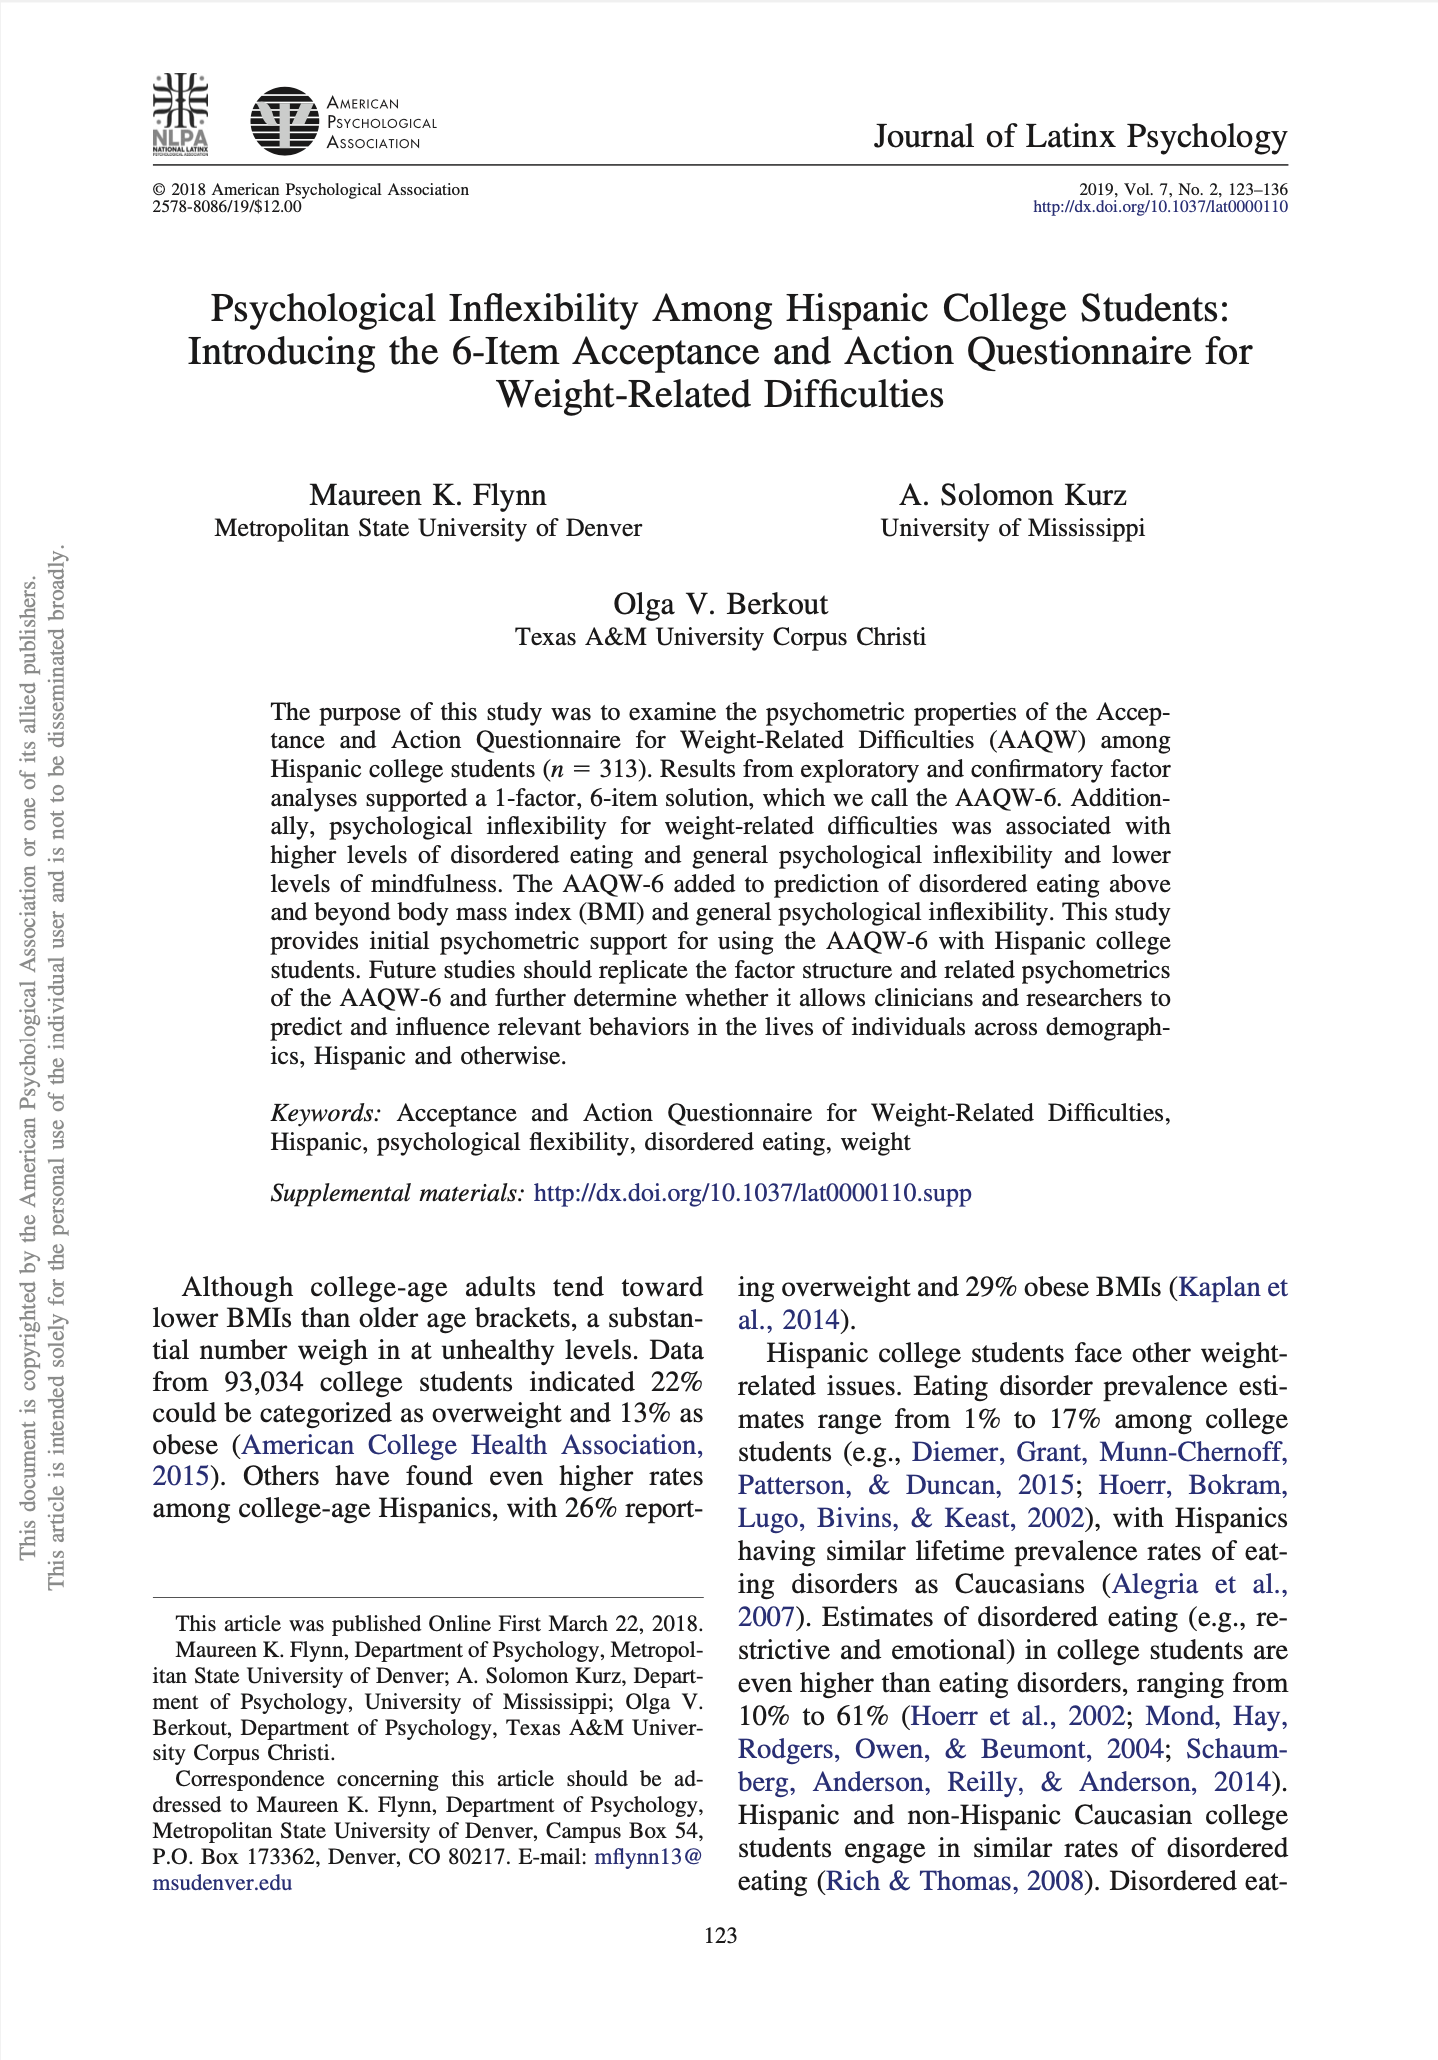 NLPA
NATIONAL LATINX
PSYCHOLOGICAL ASSOCIATION
AMERICAN
PSYCHOLOGICAL
ASSOCIATION
Journal of Latinx Psychology
© 2018 American Psychological Association
2578-8086/19/$12.00
2019, Vol. 7, No. 2, 123–136
http://dx.doi.org/10.1037/lat0000110
Psychological Inflexibility Among Hispanic College Students:
Introducing the 6-Item Acceptance and Action Questionnaire for
Weight-Related Difficulties
Maureen K. Flynn
Metropolitan State University of Denver
A. Solomon Kurz
University of Mississippi
Olga V. Berkout
Texas A&M University Corpus Christi
The purpose of this study was to examine the psychometric properties of the Accep-
tance and Action Questionnaire for Weight-Related Difficulties (AAQW) among
Hispanic college students (n = 313). Results from exploratory and confirmatory factor
analyses supported a 1-factor, 6-item solution, which we call the AAQW-6. Addition-
ally, psychological inflexibility for weight-related difficulties was associated with
higher levels of disordered eating and general psychological inflexibility and lower
levels of mindfulness. The AAQW-6 added to prediction of disordered eating above
and beyond body mass index (BMI) and general psychological inflexibility. This study
provides initial psychometric support for using the AAQW-6 with Hispanic college
students. Future studies should replicate the factor structure and related psychometrics
of the AAQW-6 and further determine whether it allows clinicians and researchers to
predict and influence relevant behaviors in the lives of individuals across demograph-
ics, Hispanic and otherwise.
Keywords: Acceptance and Action Questionnaire for Weight-Related Difficulties,
Hispanic, psychological flexibility, disordered eating, weight
Supplemental materials: http://dx.doi.org/10.1037/lat0000110.supp
Although college-age adults tend toward
lower BMIs than older age brackets, a substan-
tial number weigh in at unhealthy levels. Data
from 93,034 college students indicated 22%
could be categorized as overweight and 13% as
obese (American College Health Association,
2015). Others have found even higher rates
among college-age Hispanics, with 26% report-
This article was published Online First March 22, 2018.
Maureen K. Flynn, Department of Psychology, Metropol-
itan State University of Denver; A. Solomon Kurz, Depart-
ment of Psychology, University of Mississippi; Olga V.
Berkout, Department of Psychology, Texas A&M Univer-
sity Corpus Christi.
Correspondence concerning this article should be ad-
dressed to Maureen K. Flynn, Department of Psychology,
Metropolitan State University of Denver, Campus Box 54,
P.O. Box 173362, Denver, CO 80217. E-mail: mflynn13@
msudenver.edu
ing overweight and 29% obese BMIs (Kaplan et
al., 2014).
Hispanic college students face other weight-
related issues. Eating disorder prevalence esti-
mates range from 1% to 17% among college
students (e.g., Diemer, Grant, Munn-Chernoff,
Patterson, & Duncan, 2015; Hoerr, Bokram,
Lugo, Bivins, & Keast, 2002), with Hispanics
having similar lifetime prevalence rates of eat-
ing disorders as Caucasians (Alegria et al.,
2007). Estimates of disordered eating (e.g., re-
strictive and emotional) in college students are
even higher than eating disorders, ranging from
10% to 61% (Hoerr et al., 2002; Mond, Hay,
Rodgers, Owen, & Beumont, 2004; Schaum-
berg, Anderson, Reilly, & Anderson, 2014).
Hispanic and non-Hispanic Caucasian college
students engage in similar rates of disordered
eating (Rich & Thomas, 2008). Disordered eat-
123
This document is copyrighted by the American Psychological Association or one of its allied publishers.
This article is intended solely for the personal use of the individual user and is not to be disseminated broadly.